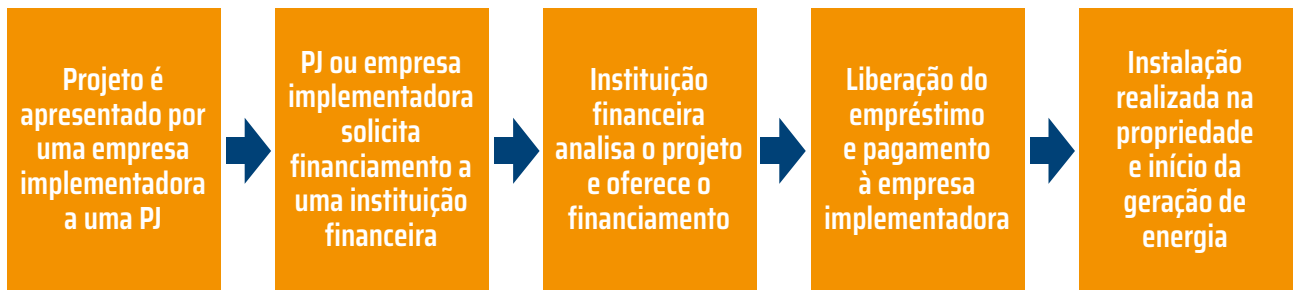 Projeto é
apresentado por
uma empresa
implementadora
a uma PJ
PJ ou empresa
implementadora
solicita
financiamento a
uma instituição
financeira
Instituição
financeira
analisa o projeto
e oferece o
financiamento
Liberação do
empréstimo
e pagamento
à empresa
implementadora
Instalação
realizada na
propriedade
e início da
geração de
energia